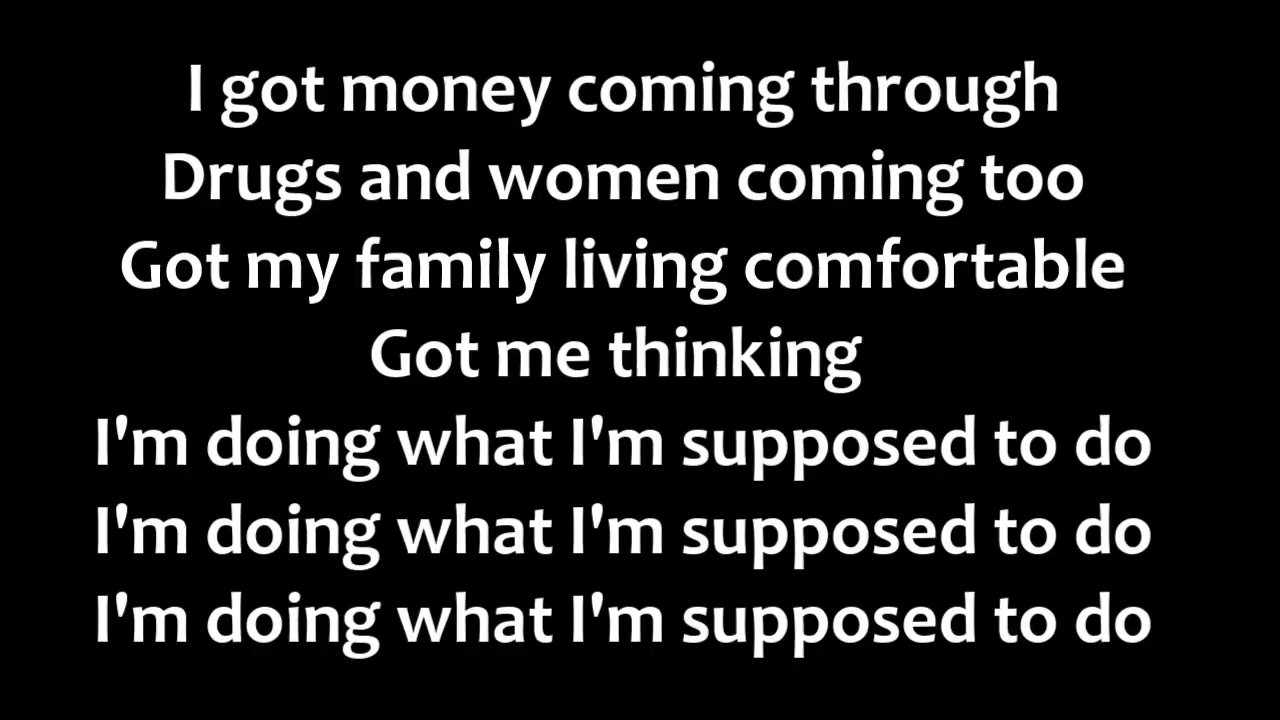 I got money coming through
Drugs and women coming too
Got my family living comfortable
Got me thinking
I'm doing what I'm supposed to do
I'm doing what I'm supposed to do
I'm doing what I'm supposed to do